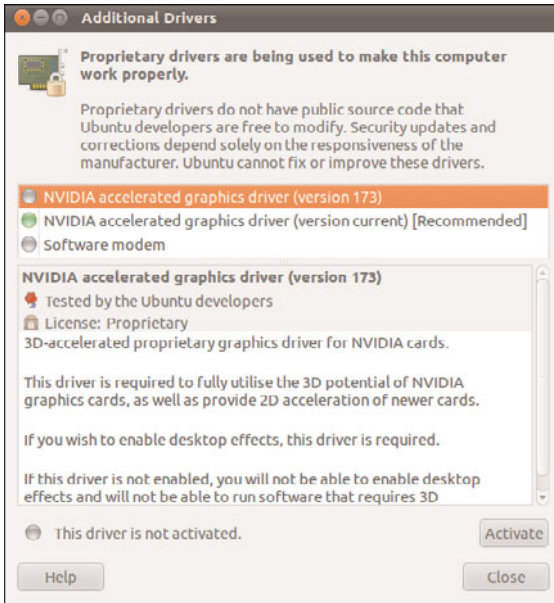 Additional Drivers
Proprietary drivers are being used to make this computer
work properly.
Proprietary drivers do not have public source code that
Ubuntu developers are free to modify. Security updates and
corrections depend solely on the responsiveness of the
manufacturer. Ubuntu cannot fix or improve these drivers.
NVIDIA accelerated graphics driver (version 173)
NVIDIA accelerated graphics driver (version current) [Recommended]
Software modem
NVIDIA accelerated graphics driver (version 173)
Tested by the Ubuntu developers
License: Proprietary
3D-accelerated proprietary graphics driver for NVIDIA cards.
This driver is required to fully utilise the 3D potential of NVIDIA
graphics cards, as well as provide 2D acceleration of newer cards.
If you wish to enable desktop effects, this driver is required.
If this driver is not enabled, you will not be able to enable desktop
effects and will not be able to run software that requires 3D
This driver is not activated.
Activate
Help
Close